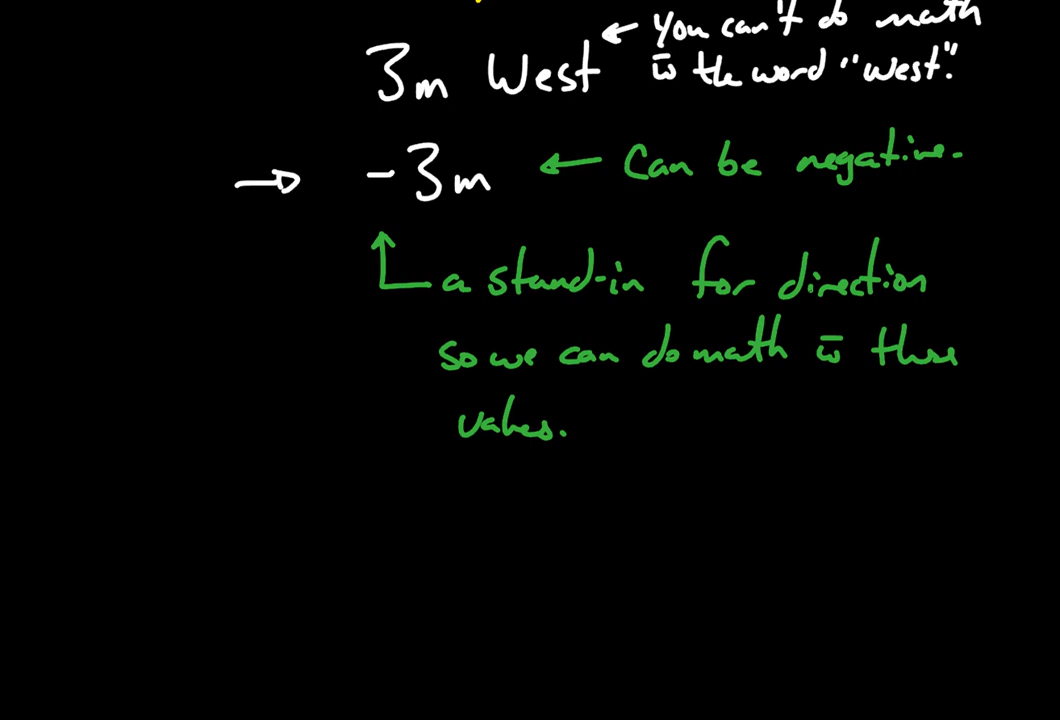 ← you can't do math
3m West w̄ the word "west".
→ -3m ← Can be negative.
a stand-in for direction
so we can do math w̄ these
values.